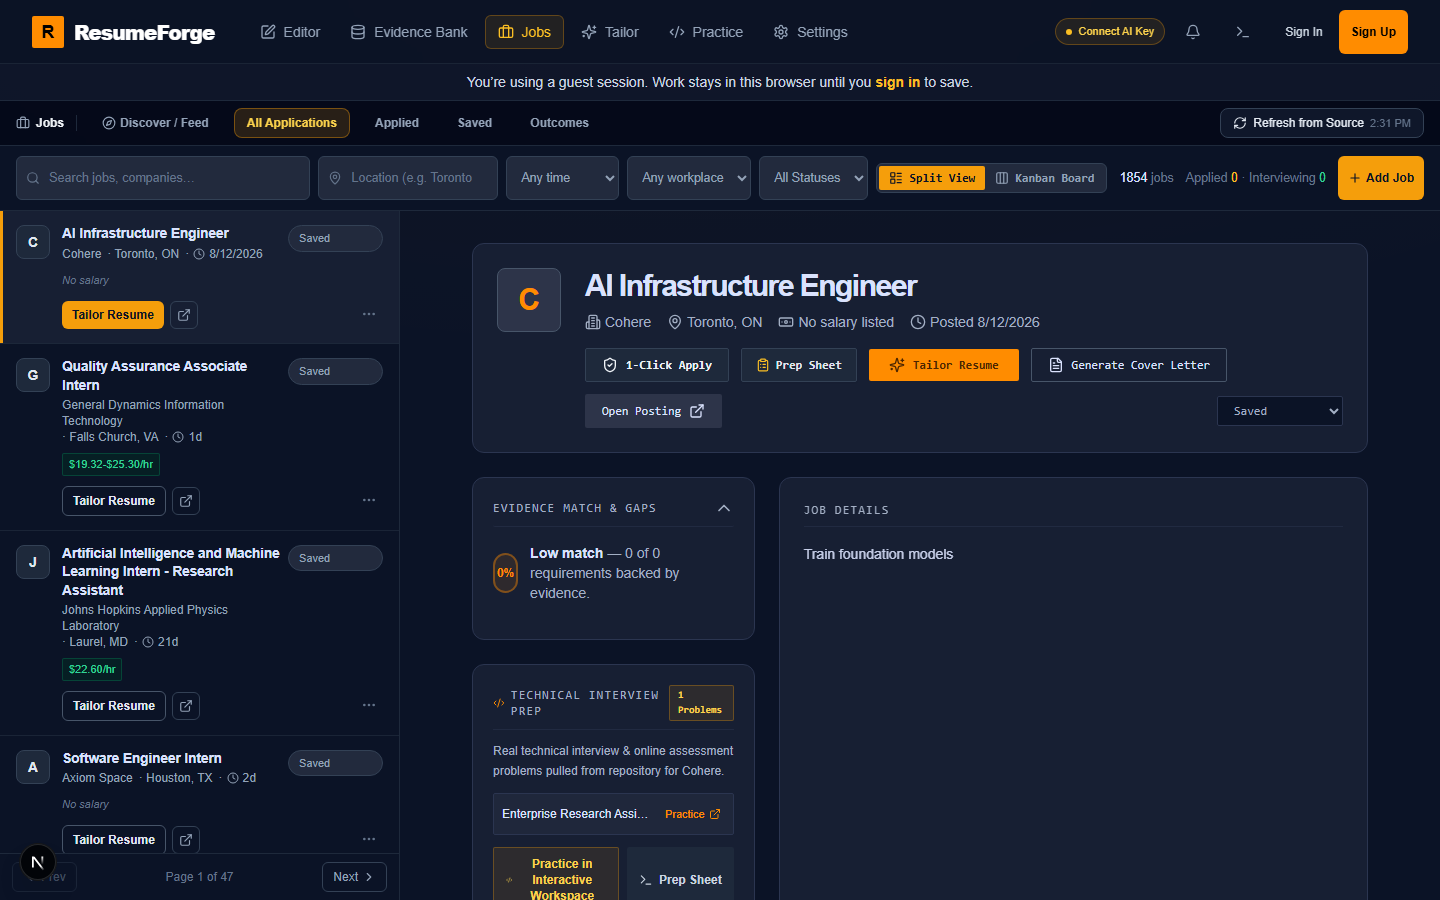 R ResumeForge Editor Evidence Bank Jobs Tailor Practice Settings Connect AI Key Sign In Sign Up
You're using a guest session. Work stays in this browser until you sign in to save.
Jobs Discover / Feed All Applications Applied Saved Outcomes Refresh from Source 2:31 PM
Search jobs, companies... Location (e.g. Toronto Any time Any workplace All Statuses Split View Kanban Board 1854 jobs Applied 0 · Interviewing 0 + Add Job
C AI Infrastructure Engineer Saved
Cohere · Toronto, ON · 8/12/2026
No salary
Tailor Resume ...
G Quality Assurance Associate Saved
Intern
General Dynamics Information
Technology
· Falls Church, VA · 1d
$19.32-$25.30/hr
Tailor Resume ...
J Artificial Intelligence and Machine Saved
Learning Intern - Research
Assistant
Johns Hopkins Applied Physics
Laboratory
· Laurel, MD · 21d
$22.60/hr
Tailor Resume ...
A Software Engineer Intern Saved
Axiom Space · Houston, TX · 2d
No salary
Tailor Resume ...
N Page 1 of 47 Next
C AI Infrastructure Engineer
Cohere Toronto, ON No salary listed Posted 8/12/2026
1-Click Apply Prep Sheet Tailor Resume Generate Cover Letter
Open Posting Saved
EVIDENCE MATCH & GAPS
0% Low match — 0 of 0
requirements backed by
evidence.
TECHNICAL INTERVIEW
PREP
1
Problems
Real technical interview & online assessment
problems pulled from repository for Cohere.
Enterprise Research Assi... Practice
Practice in
Interactive
Workspace
Prep Sheet
JOB DETAILS
Train foundation models